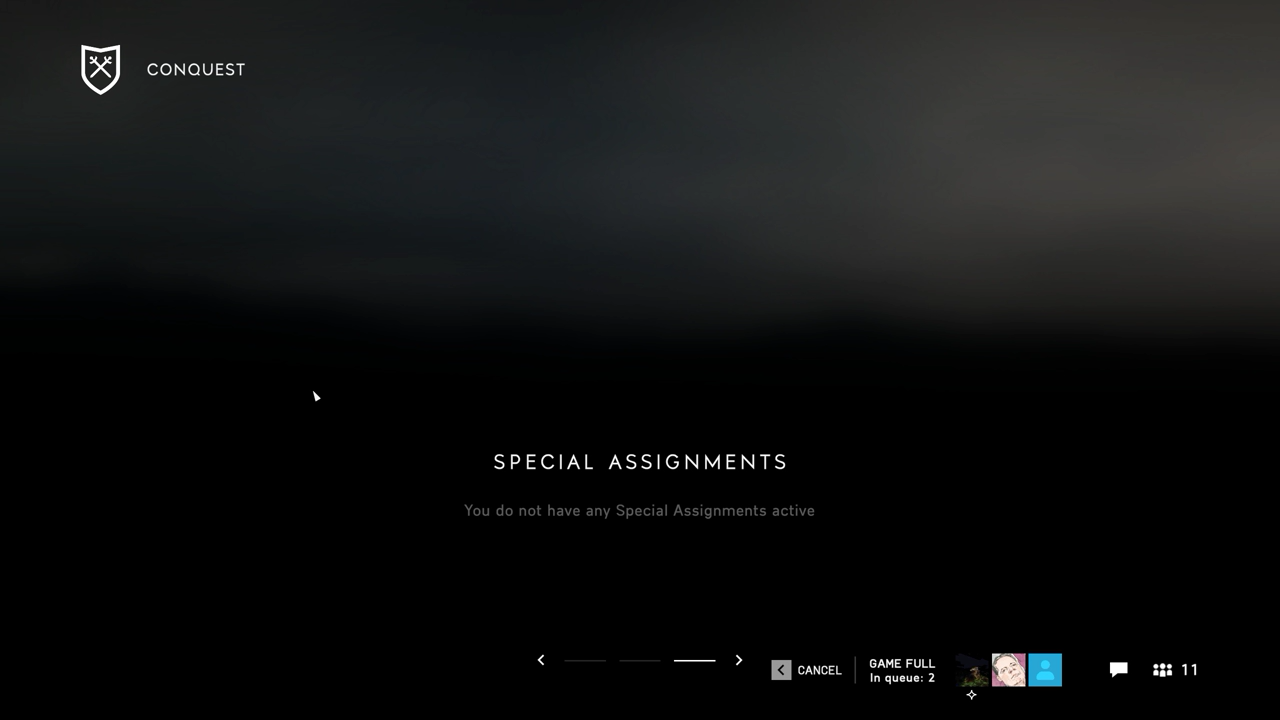 CONQUEST
SPECIAL ASSIGNMENTS
You do not have any Special Assignments active
CANCEL
GAME FULL
In queue: 2
11